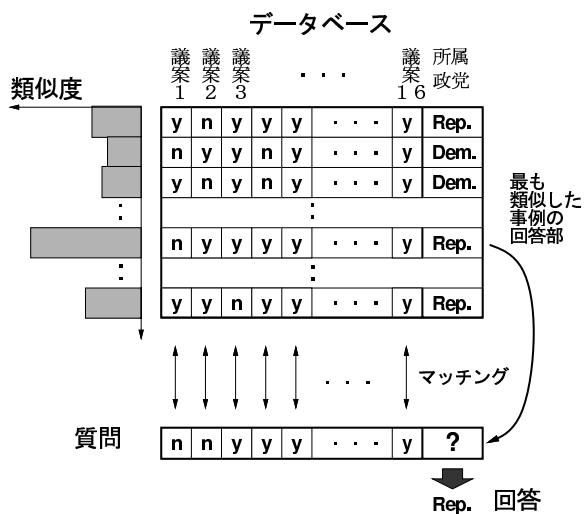 データベース
類似度
議案1 議案2 議案3 ・・・ 議案16 所属政党
y n y y y ・・・ y Rep.
n y y n y ・・・ y Dem.
y n y n y ・・・ y Dem.
: :
n y y y y ・・・ y Rep.
: :
y y n y y ・・・ y Rep.
最も
類似した
事例の
回答部
・・・ マッチング
質問 n n y y y ・・・ y ?
Rep. 回答